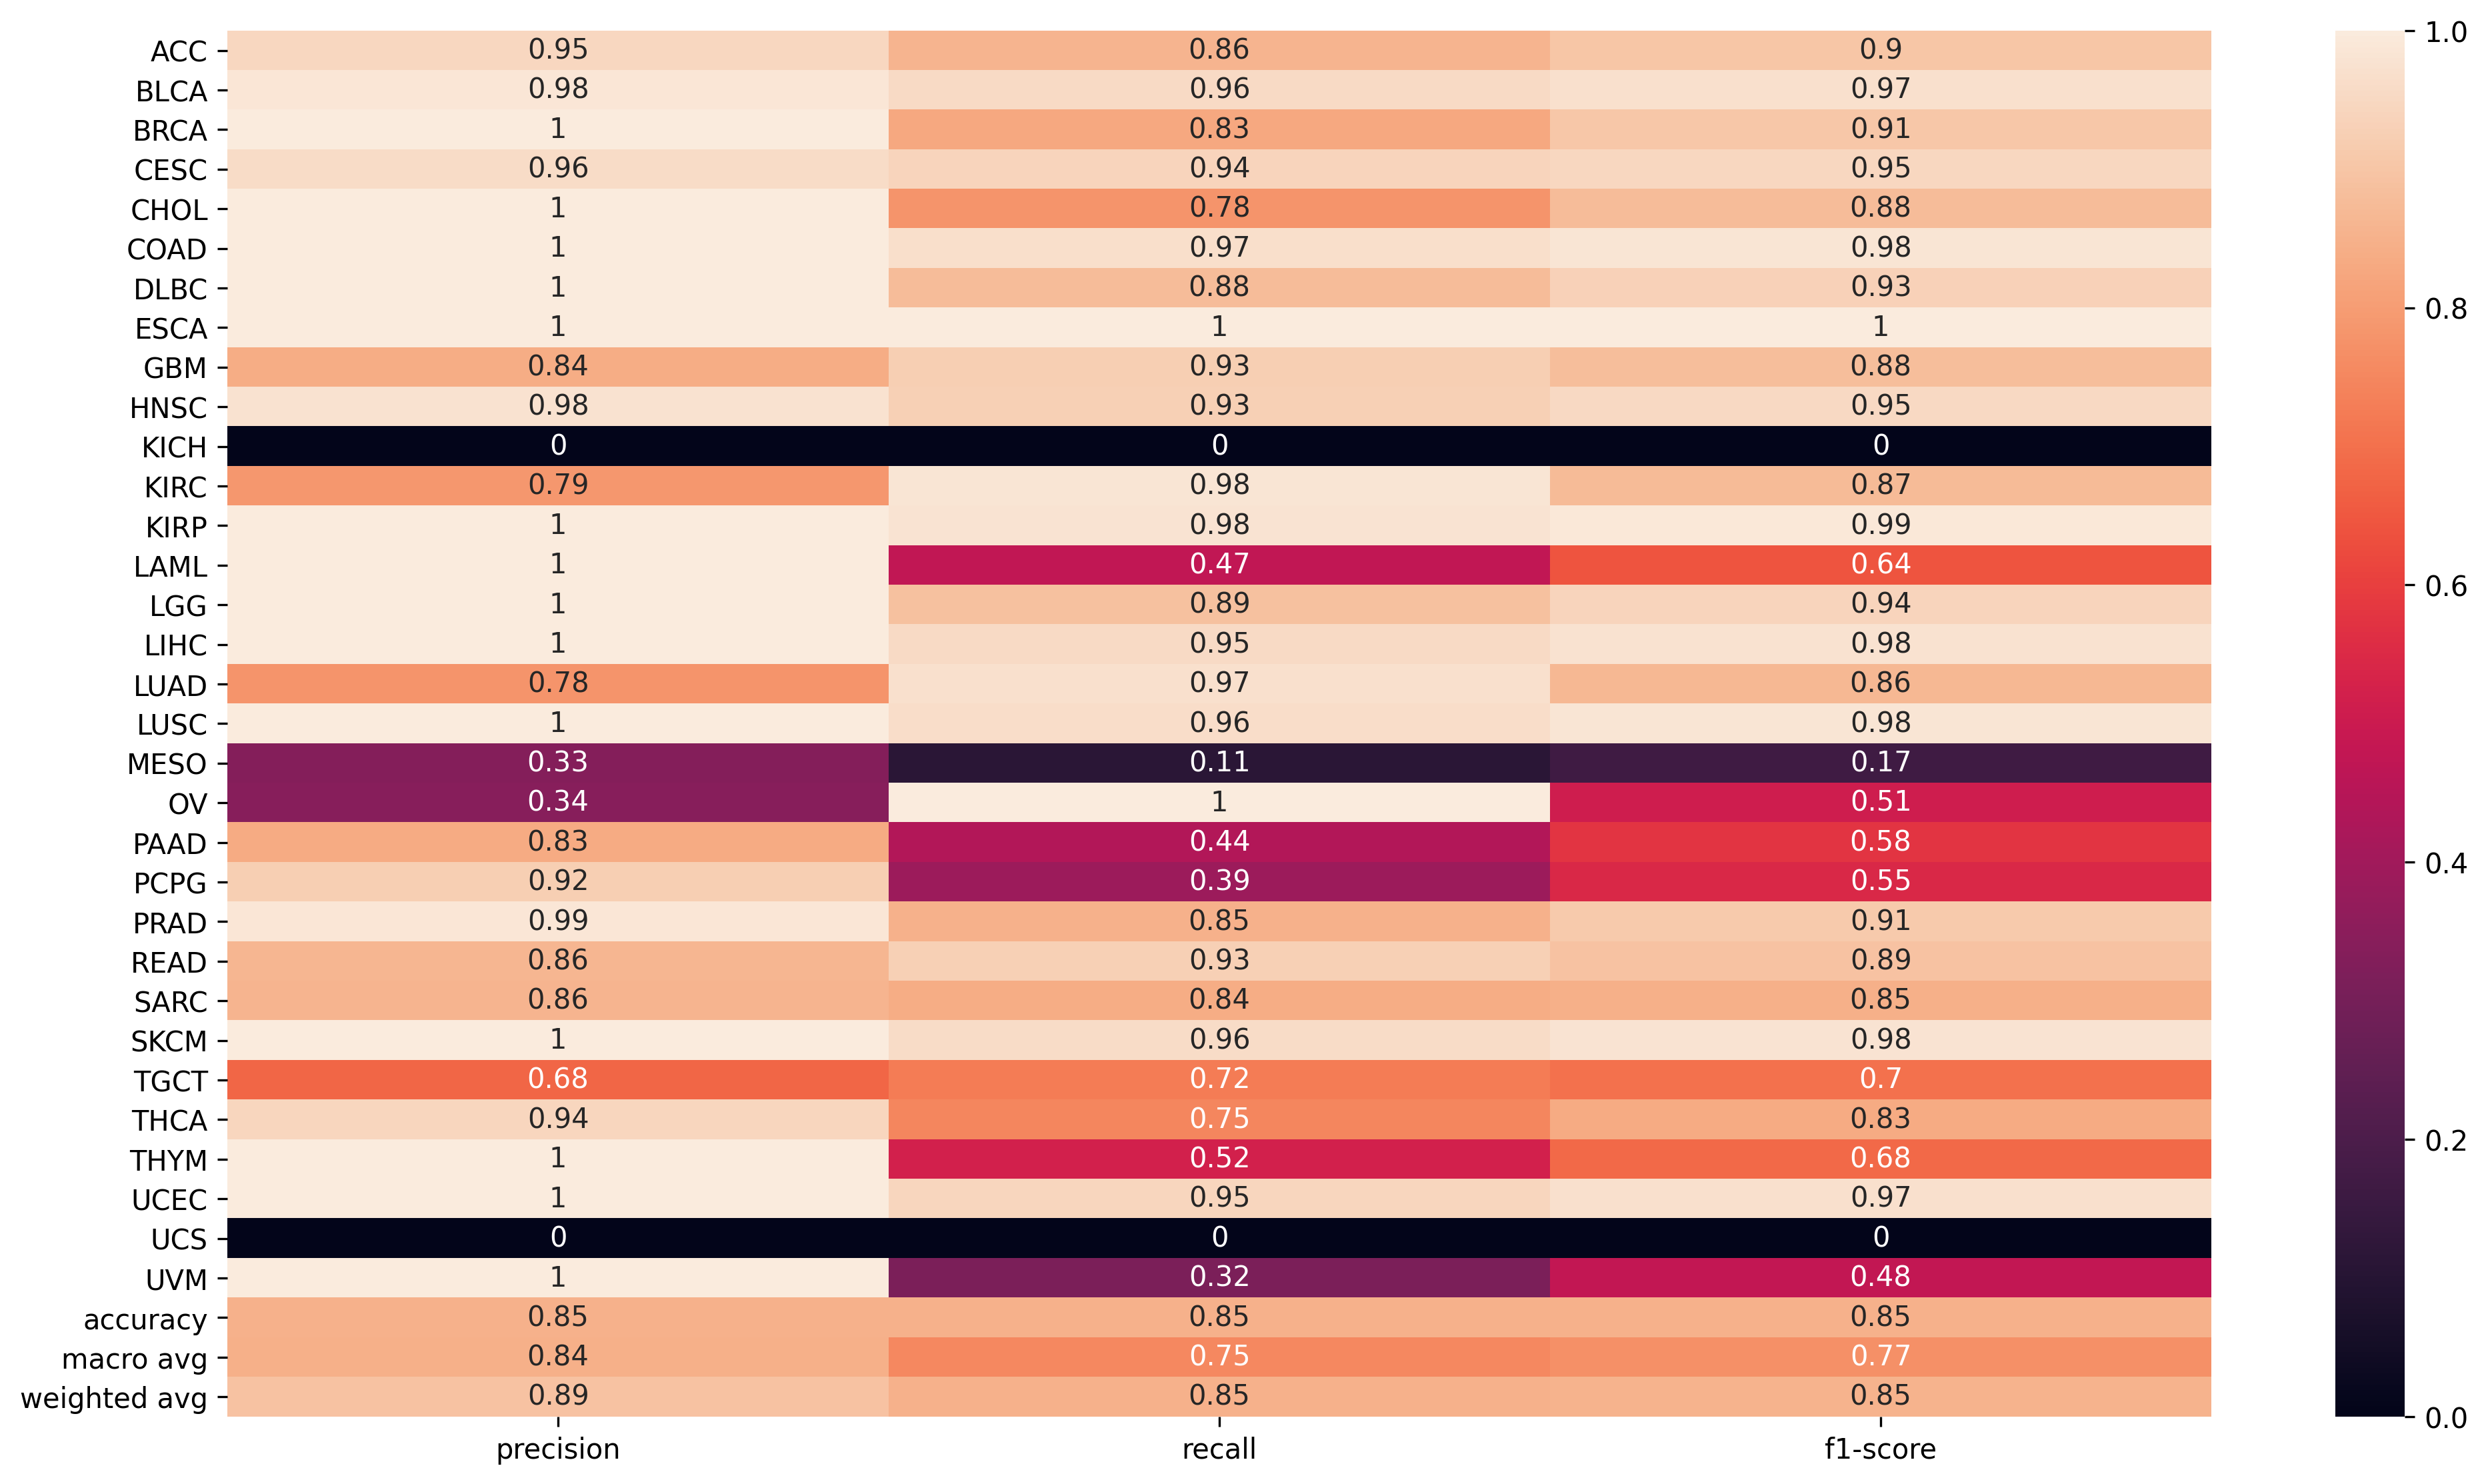 ACC 0.95 0.86 0.9
BLCA 0.98 0.96 0.97
BRCA 1 0.83 0.91
CESC 0.96 0.94 0.95
CHOL 1 0.78 0.88
COAD 1 0.97 0.98
DLBC 1 0.88 0.93
ESCA 1 1 1
GBM 0.84 0.93 0.88
HNSC 0.98 0.93 0.95
KICH 0 0 0
KIRC 0.79 0.98 0.87
KIRP 1 0.98 0.99
LAML 1 0.47 0.64
LGG 1 0.89 0.94
LIHC 1 0.95 0.98
LUAD 0.78 0.97 0.86
LUSC 1 0.96 0.98
MESO 0.33 0.11 0.17
OV 0.34 1 0.51
PAAD 0.83 0.44 0.58
PCPG 0.92 0.39 0.55
PRAD 0.99 0.85 0.91
READ 0.86 0.93 0.89
SARC 0.86 0.84 0.85
SKCM 1 0.96 0.98
TGCT 0.68 0.72 0.7
THCA 0.94 0.75 0.83
THYM 1 0.52 0.68
UCEC 1 0.95 0.97
UCS 0 0 0
UVM 1 0.32 0.48
accuracy 0.85 0.85 0.85
macro avg 0.84 0.75 0.77
weighted avg 0.89 0.85 0.85
precision recall f1-score
1.0
0.8
0.6
0.4
0.2
0.0